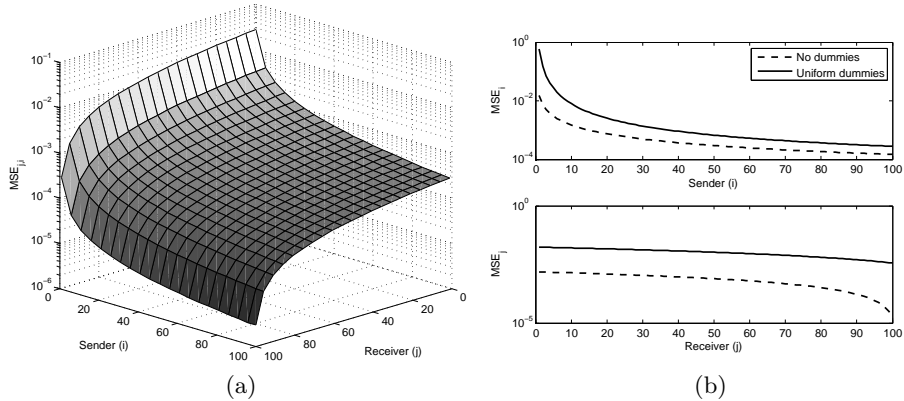 10^-1
10^-2
10^-3
10^-4
10^-5
10^-6
MSE_j,i
0
20
40
60
80
100
Sender (i)
100
80
60
40
20
0
Receiver (j)
(a)
10^0
10^-2
10^-4
MSE_i
No dummies
Uniform dummies
0 10 20 30 40 50 60 70 80 90 100
Sender (i)
10^0
10^-5
MSE_j
0 10 20 30 40 50 60 70 80 90 100
Receiver (j)
(b)